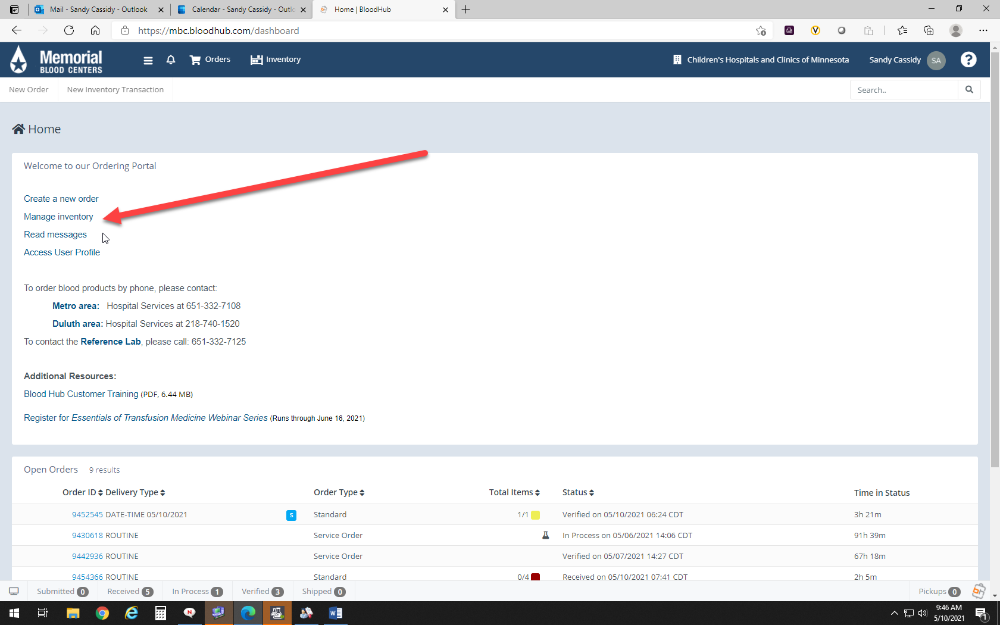 Mail - Sandy Cassidy - Outlook
Calendar - Sandy Cassidy - Outlo
Home | BloodHub
https://mbc.bloodhub.com/dashboard
V
Memorial
BLOOD CENTERS
Orders
Inventory
Children's Hospitals and Clinics of Minnesota
Sandy Cassidy
SA
?
New Order
New Inventory Transaction
Search..
Home
Welcome to our Ordering Portal
Create a new order
Manage inventory
Read messages
Access User Profile
To order blood products by phone, please contact:
Metro area: Hospital Services at 651-332-7108
Duluth area: Hospital Services at 218-740-1520
To contact the Reference Lab, please call: 651-332-7125
Additional Resources:
Blood Hub Customer Training (PDF, 6.44 MB)
Register for Essentials of Transfusion Medicine Webinar Series (Runs through June 16, 2021)
Open Orders 9 results
Order ID Delivery Type Order Type Total Items Status Time in Status
9452545 DATE-TIME 05/10/2021 S Standard 1/1 Verified on 05/10/2021 06:24 CDT 3h 21m
9430618 ROUTINE Service Order In Process on 05/06/2021 14:06 CDT 91h 39m
9442936 ROUTINE Service Order Verified on 05/07/2021 14:27 CDT 67h 18m
9454366 ROUTINE Standard 0/4 Received on 05/10/2021 07:41 CDT 2h 5m
Submitted 0 Received 5 In Process 1 Verified 3 Shipped 0 Pickups 0
9:46 AM
5/10/2021
1